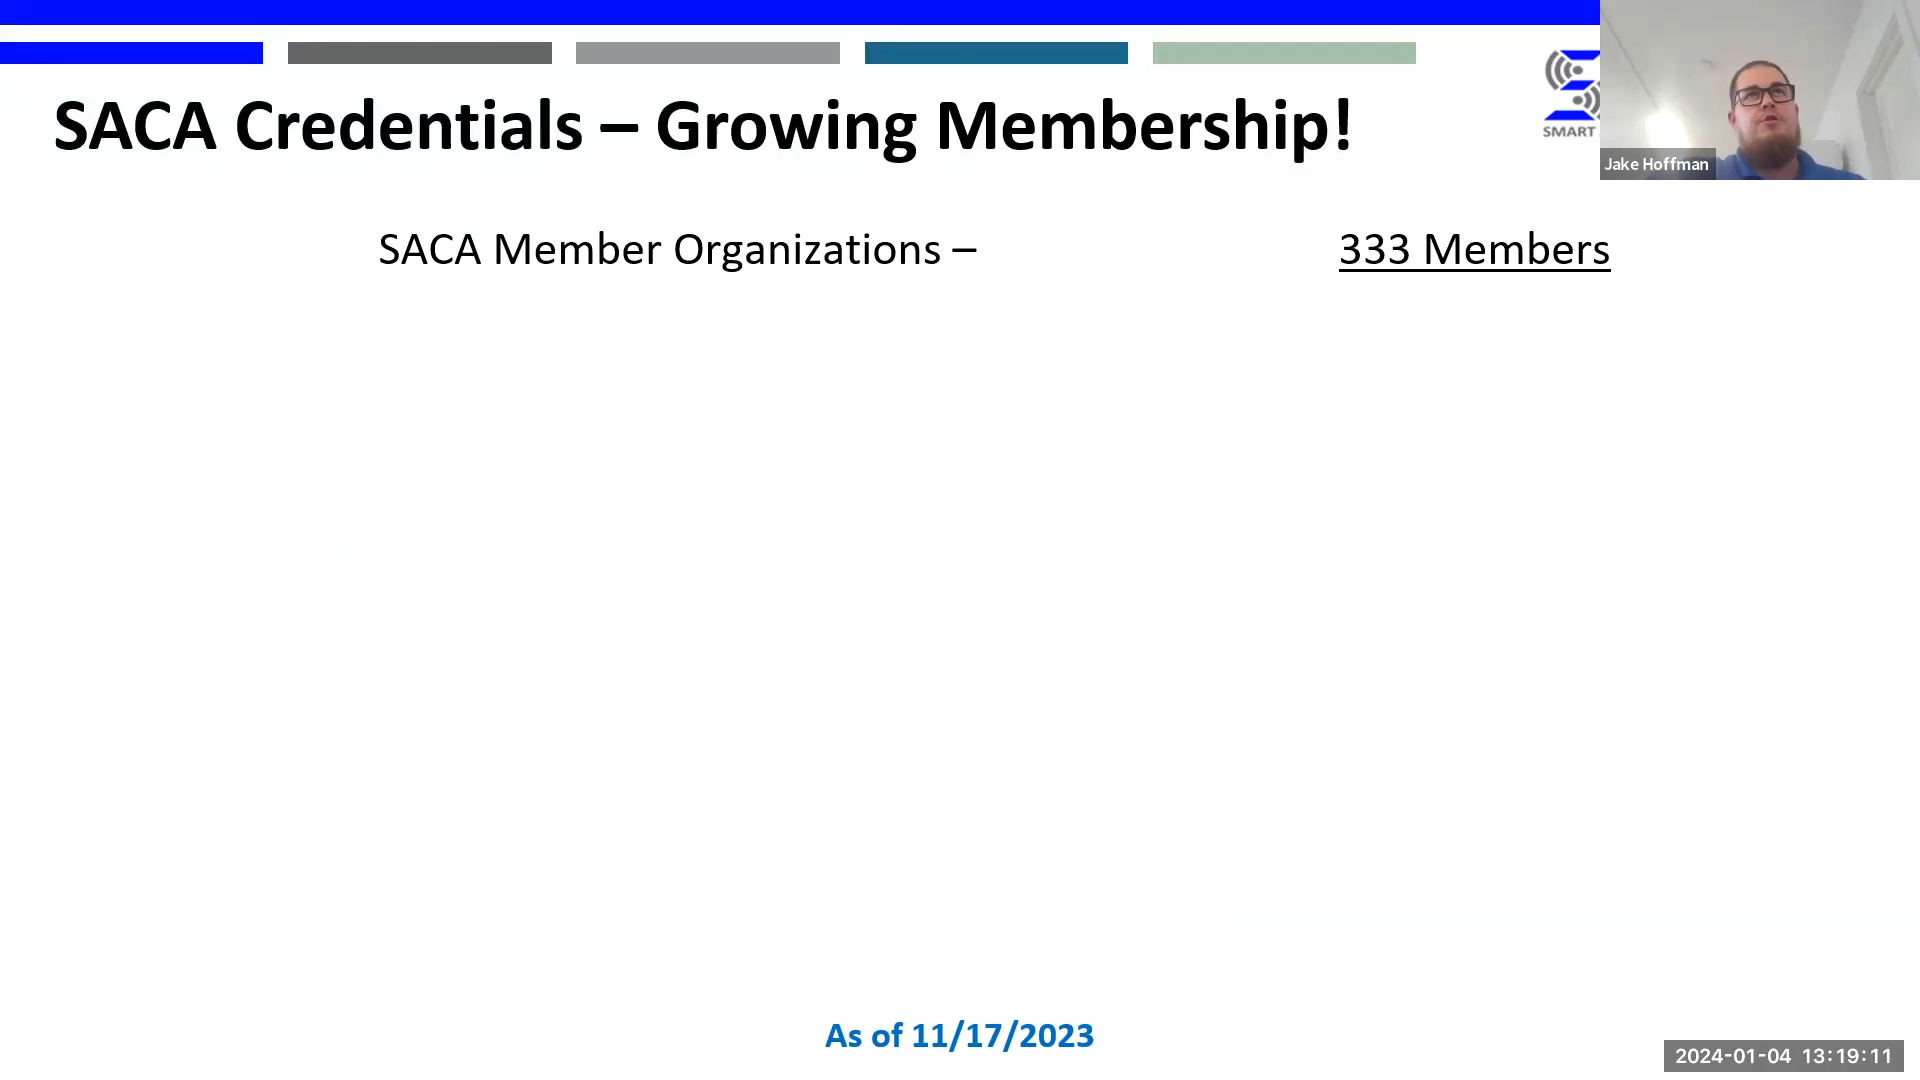 SACA Credentials – Growing Membership!
SMART
Jake Hoffman
SACA Member Organizations – 333 Members
As of 11/17/2023
2024-01-04 13:19:11